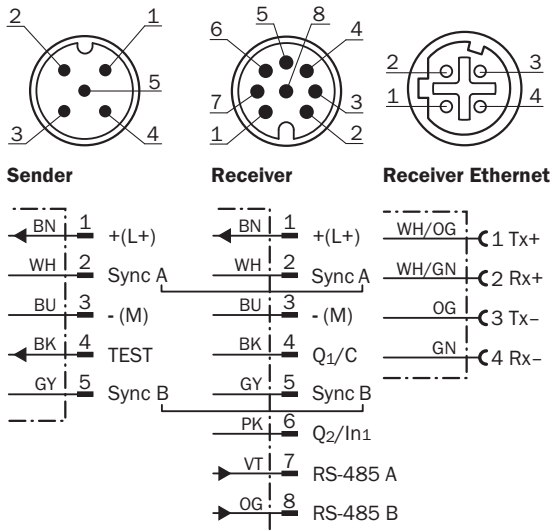 2 1
5
3 4
5 8
6 4
7 3
1 2
2 3
1 4
Sender
BN 1 +(L+)
WH 2 Sync A
BU 3 - (M)
BK 4 TEST
GY 5 Sync B
Receiver
BN 1 +(L+)
WH 2 Sync A
BU 3 - (M)
BK 4 Q1/C
GY 5 Sync B
PK 6 Q2/In1
VT 7 RS-485 A
OG 8 RS-485 B
Receiver Ethernet
WH/OG 1 Tx+
WH/GN 2 Rx+
OG 3 Tx–
GN 4 Rx–